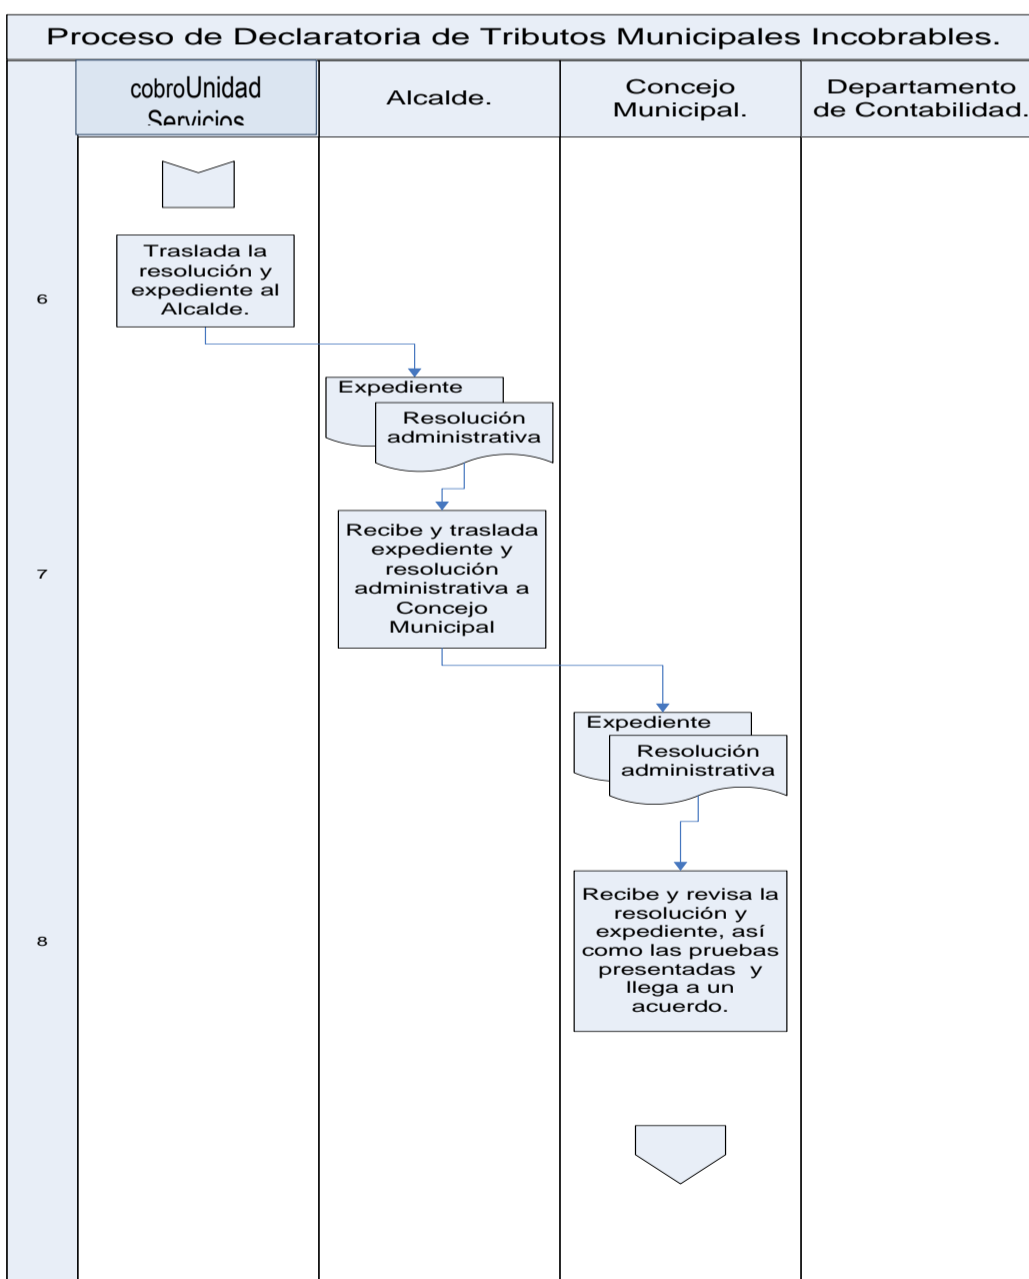 Proceso de Declaratoria de Tributos Municipales Incobrables.
cobroUnidad
Servicios
Alcalde.
Concejo
Municipal.
Departamento
de Contabilidad.
6
Traslada la
resolución y
expediente al
Alcalde.
Expediente
Resolución
administrativa
7
Recibe y traslada
expediente y
resolución
administrativa a
Concejo
Municipal
Expediente
Resolución
administrativa
8
Recibe y revisa la
resolución y
expediente, así
como las pruebas
presentadas y
llega a un
acuerdo.